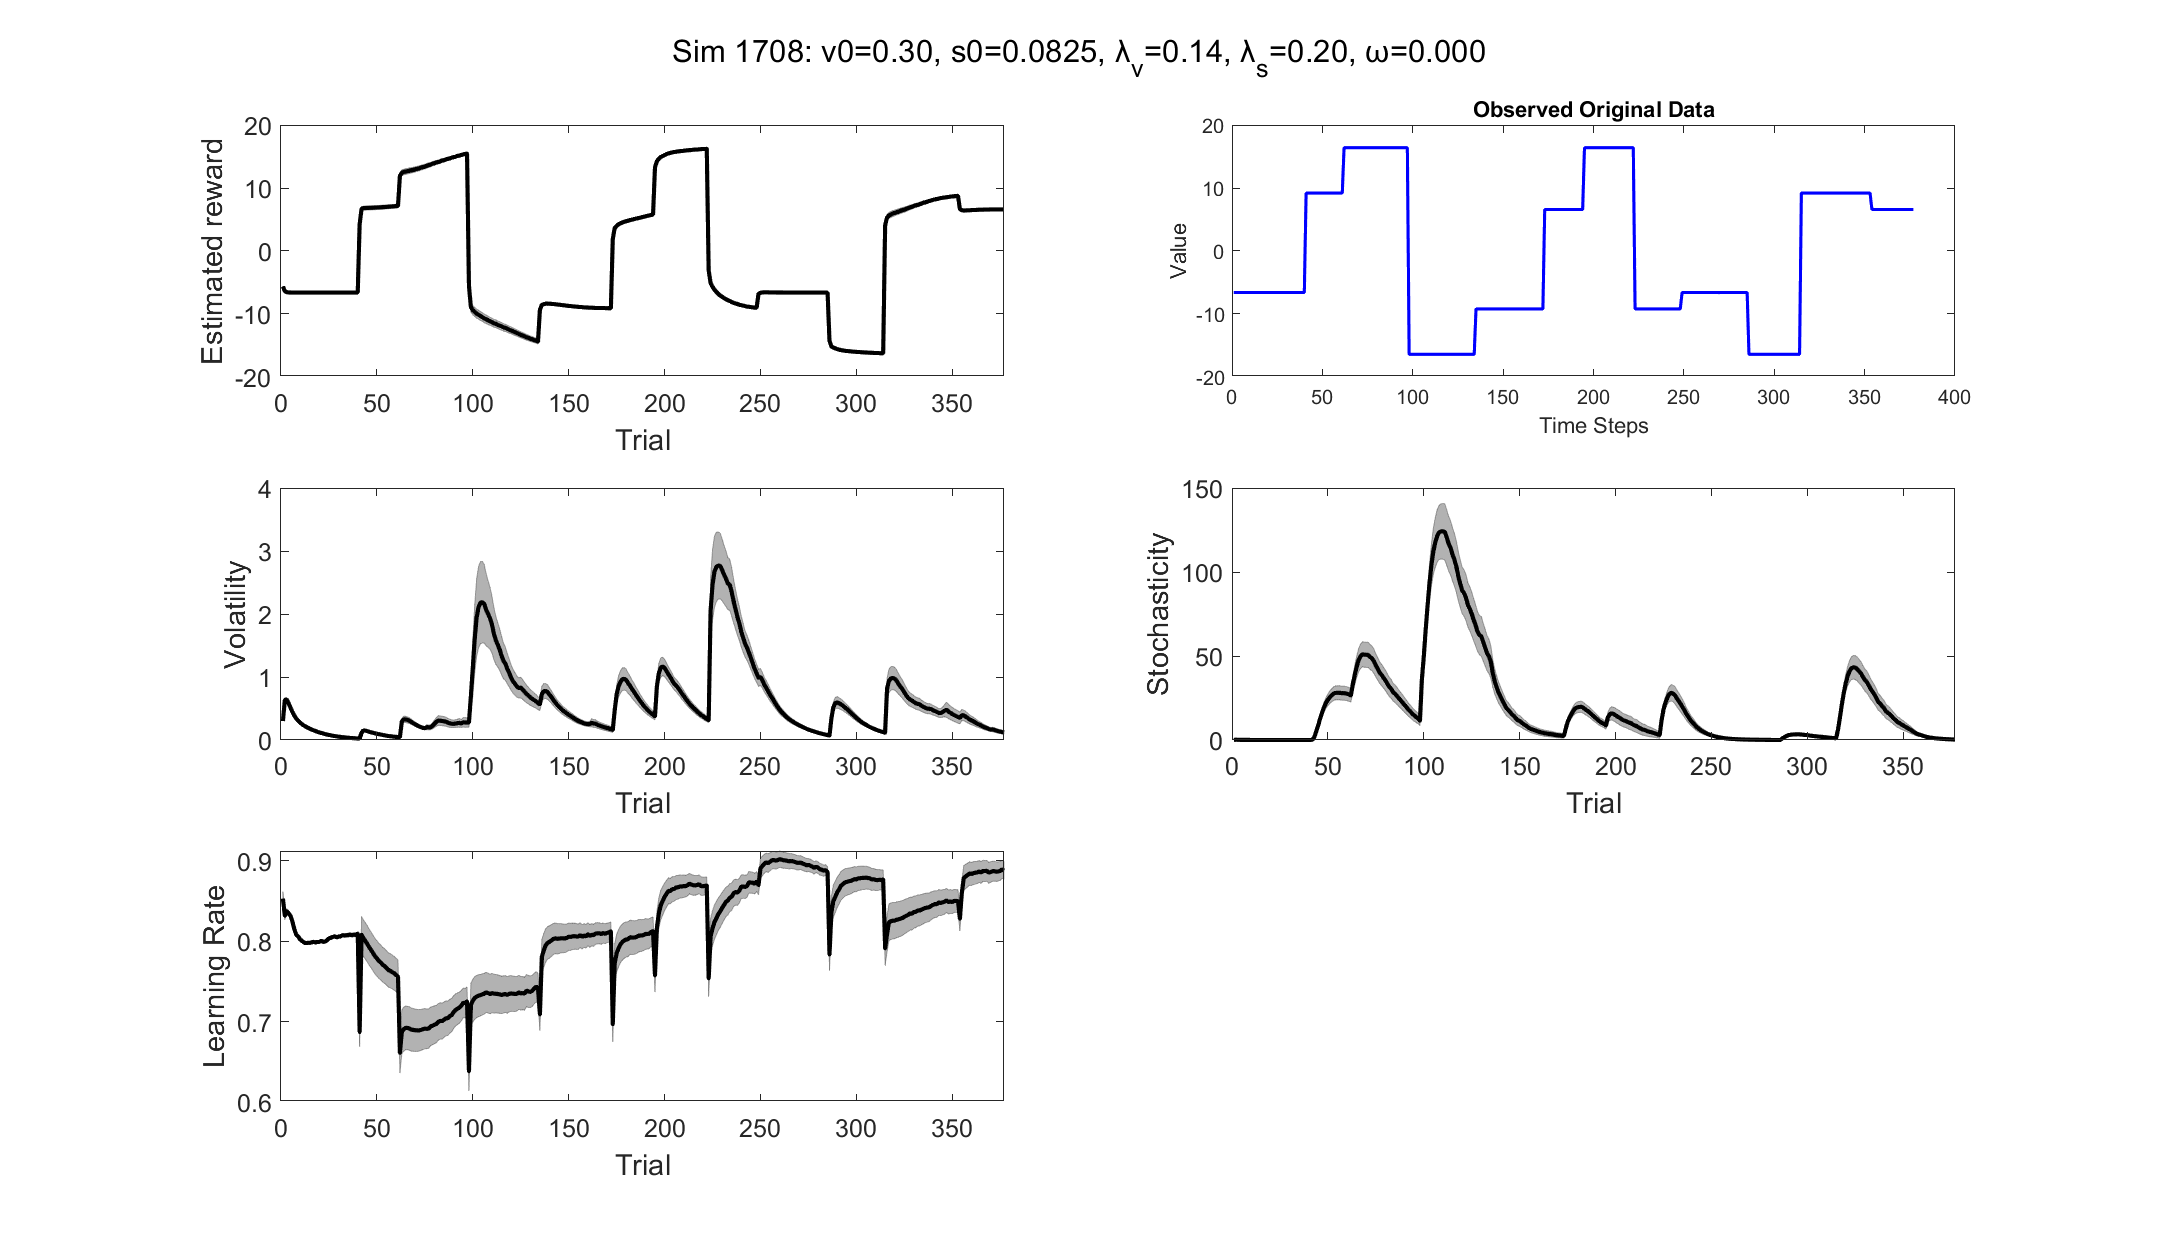 Sim 1708: v0=0.30, s0=0.0825, λv=0.14, λs=0.20, ω=0.000
20
10
0
-10
-20
Estimated reward
0 50 100 150 200 250 300 350
Trial
Observed Original Data
20
10
0
-10
-20
Value
0 50 100 150 200 250 300 350 400
Time Steps
4
3
2
1
0
Volatility
0 50 100 150 200 250 300 350
Trial
150
100
50
0
Stochasticity
0 50 100 150 200 250 300 350
Trial
0.9
0.8
0.7
0.6
Learning Rate
0 50 100 150 200 250 300 350
Trial